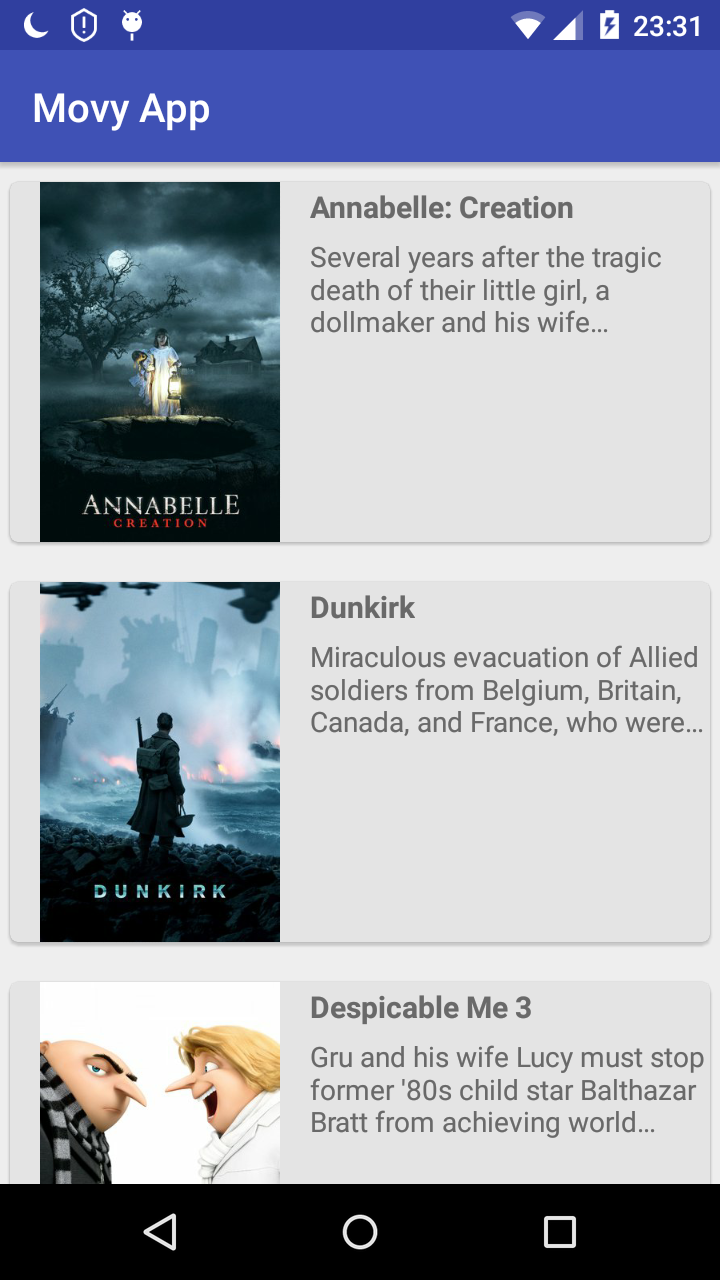 23:31
Movy App
Annabelle: Creation
Several years after the tragic
death of their little girl, a
dollmaker and his wife…
ANNABELLE
CREATION
Dunkirk
Miraculous evacuation of Allied
soldiers from Belgium, Britain,
Canada, and France, who were…
DUNKIRK
Despicable Me 3
Gru and his wife Lucy must stop
former '80s child star Balthazar
Bratt from achieving world…